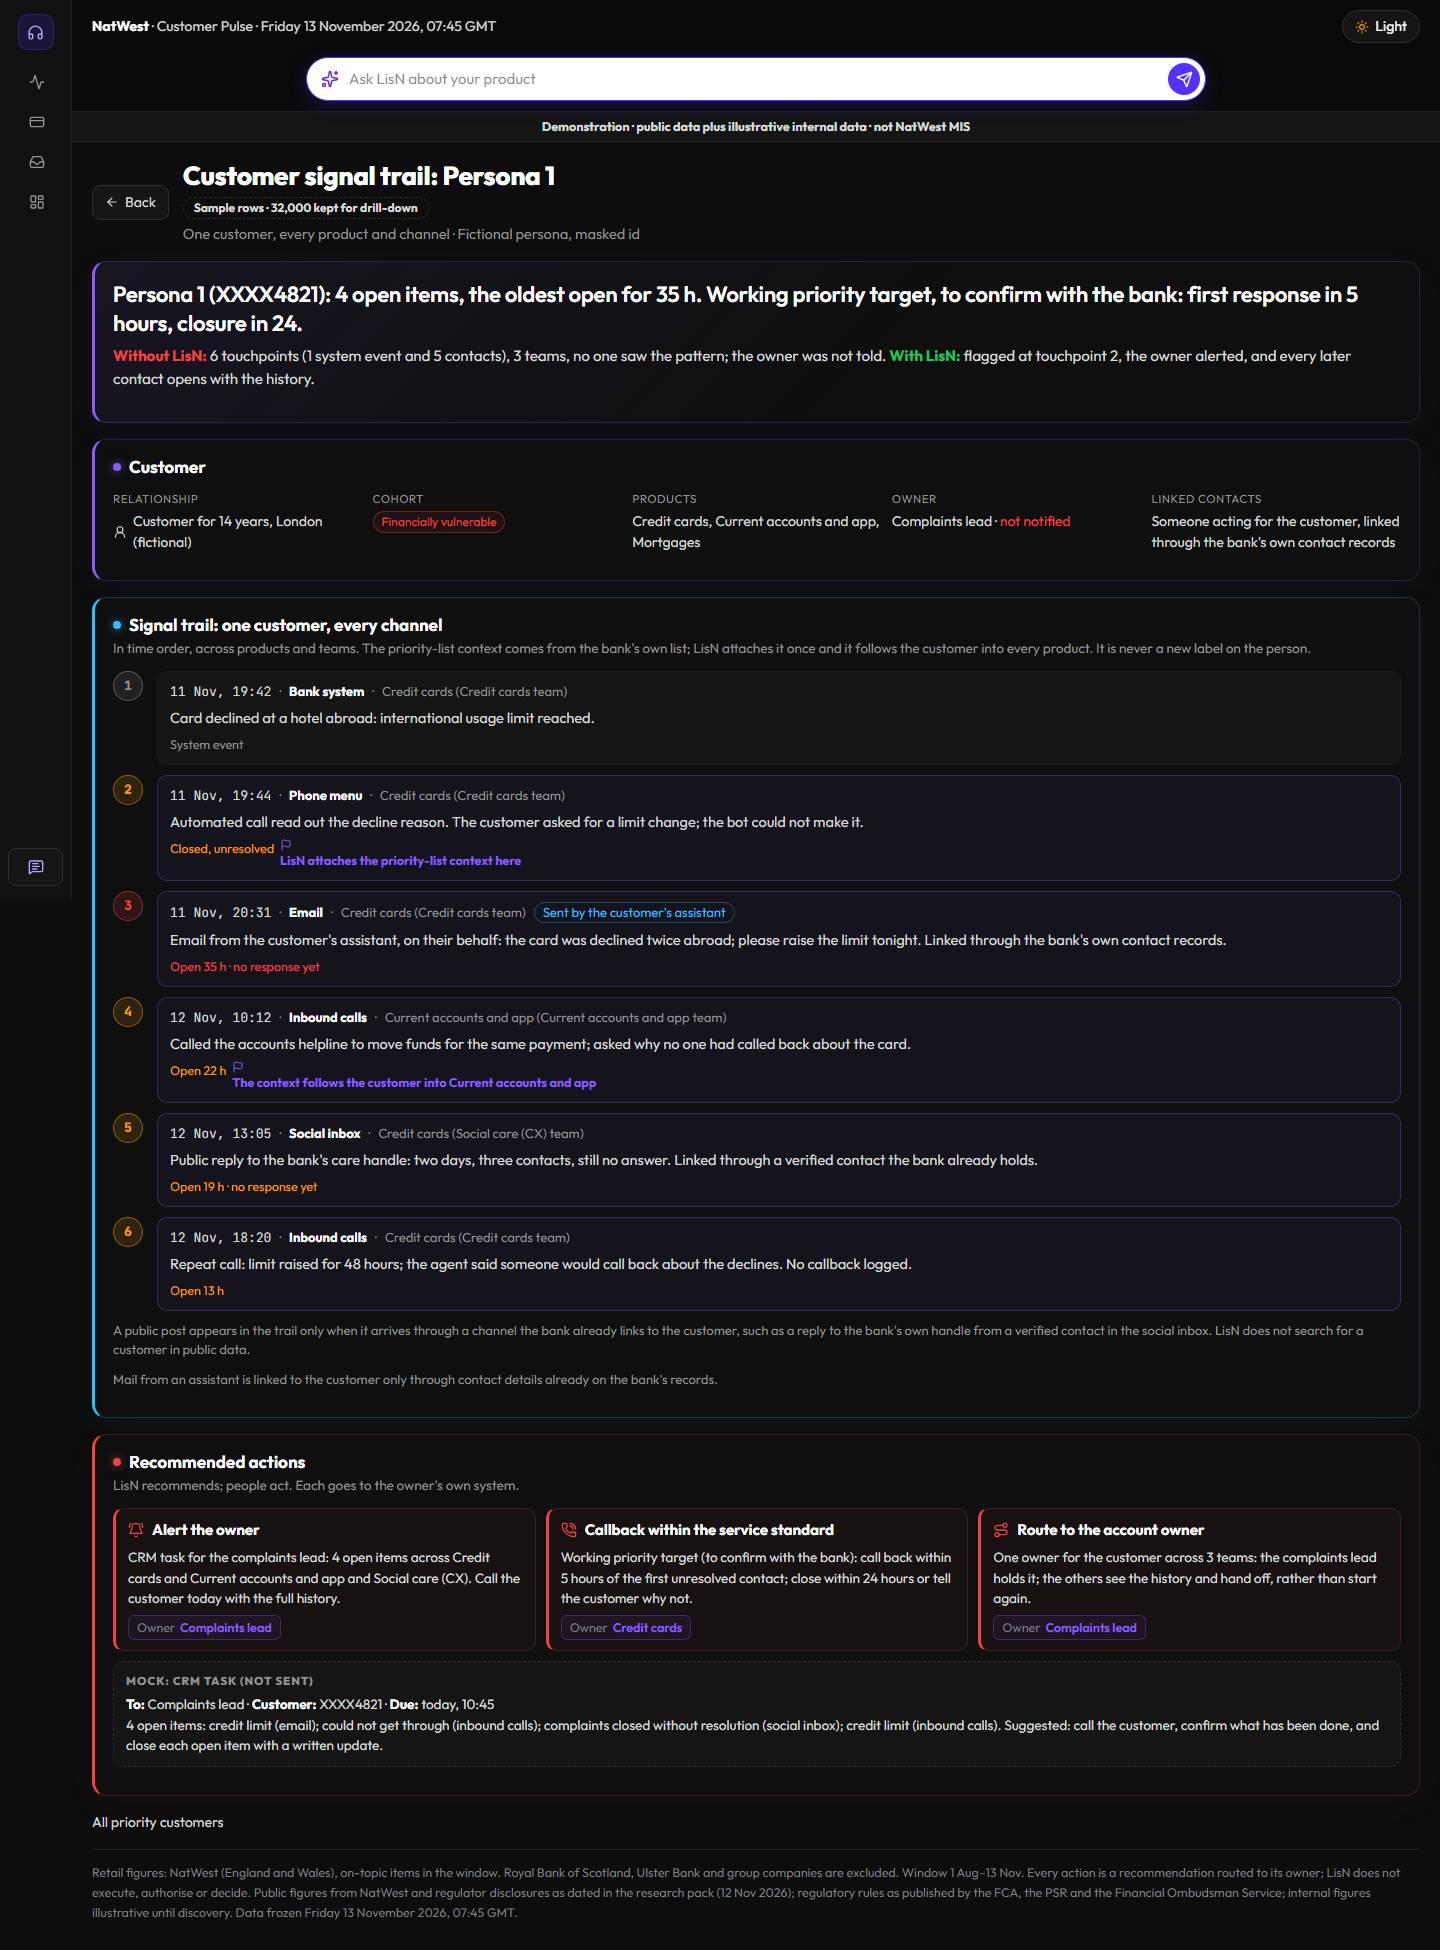 NatWest · Customer Pulse · Friday 13 November 2026, 07:45 GMT
Light
Ask LisN about your product
Demonstration · public data plus illustrative internal data · not NatWest MIS
Back
Customer signal trail: Persona 1
Sample rows · 32,000 kept for drill-down
One customer, every product and channel · Fictional persona, masked id
Persona 1 (XXXX4821): 4 open items, the oldest open for 35 h. Working priority target, to confirm with the bank: first response in 5
hours, closure in 24.
Without LisN: 6 touchpoints (1 system event and 5 contacts), 3 teams, no one saw the pattern; the owner was not told. With LisN: flagged at touchpoint 2, the owner alerted, and every later
contact opens with the history.
Customer
RELATIONSHIP
Customer for 14 years, London
(fictional)
COHORT
Financially vulnerable
PRODUCTS
Credit cards, Current accounts and app,
Mortgages
OWNER
Complaints lead · not notified
LINKED CONTACTS
Someone acting for the customer, linked
through the bank's own contact records
Signal trail: one customer, every channel
In time order, across products and teams. The priority-list context comes from the bank's own list; LisN attaches it once and it follows the customer into every product. It is never a new label on the person.
1
11 Nov, 19:42 · Bank system · Credit cards (Credit cards team)
Card declined at a hotel abroad: international usage limit reached.
System event
2
11 Nov, 19:44 · Phone menu · Credit cards (Credit cards team)
Automated call read out the decline reason. The customer asked for a limit change; the bot could not make it.
Closed, unresolved
LisN attaches the priority-list context here
3
11 Nov, 20:31 · Email · Credit cards (Credit cards team) Sent by the customer's assistant
Email from the customer's assistant, on their behalf: the card was declined twice abroad; please raise the limit tonight. Linked through the bank's own contact records.
Open 35 h · no response yet
4
12 Nov, 10:12 · Inbound calls · Current accounts and app (Current accounts and app team)
Called the accounts helpline to move funds for the same payment; asked why no one had called back about the card.
Open 22 h
The context follows the customer into Current accounts and app
5
12 Nov, 13:05 · Social inbox · Credit cards (Social care (CX) team)
Public reply to the bank's care handle: two days, three contacts, still no answer. Linked through a verified contact the bank already holds.
Open 19 h · no response yet
6
12 Nov, 18:20 · Inbound calls · Credit cards (Credit cards team)
Repeat call: limit raised for 48 hours; the agent said someone would call back about the declines. No callback logged.
Open 13 h
A public post appears in the trail only when it arrives through a channel the bank already links to the customer, such as a reply to the bank's own handle from a verified contact in the social inbox. LisN does not search for a
customer in public data.
Mail from an assistant is linked to the customer only through contact details already on the bank's records.
Recommended actions
LisN recommends; people act. Each goes to the owner's own system.
Alert the owner
CRM task for the complaints lead: 4 open items across Credit
cards and Current accounts and app and Social care (CX). Call the
customer today with the full history.
Owner Complaints lead
Callback within the service standard
Working priority target (to confirm with the bank): call back within
5 hours of the first unresolved contact; close within 24 hours or tell
the customer why not.
Owner Credit cards
Route to the account owner
One owner for the customer across 3 teams: the complaints lead
holds it; the others see the history and hand off, rather than start
again.
Owner Complaints lead
MOCK: CRM TASK (NOT SENT)
To: Complaints lead · Customer: XXXX4821 · Due: today, 10:45
4 open items: credit limit (email); could not get through (inbound calls); complaints closed without resolution (social inbox); credit limit (inbound calls). Suggested: call the customer, confirm what has been done, and
close each open item with a written update.
All priority customers
Retail figures: NatWest (England and Wales), on-topic items in the window. Royal Bank of Scotland, Ulster Bank and group companies are excluded. Window 1 Aug–13 Nov. Every action is a recommendation routed to its owner; LisN does not
execute, authorise or decide. Public figures from NatWest and regulator disclosures as dated in the research pack (12 Nov 2026); regulatory rules as published by the FCA, the PSR and the Financial Ombudsman Service; internal figures
illustrative until discovery. Data frozen Friday 13 November 2026, 07:45 GMT.